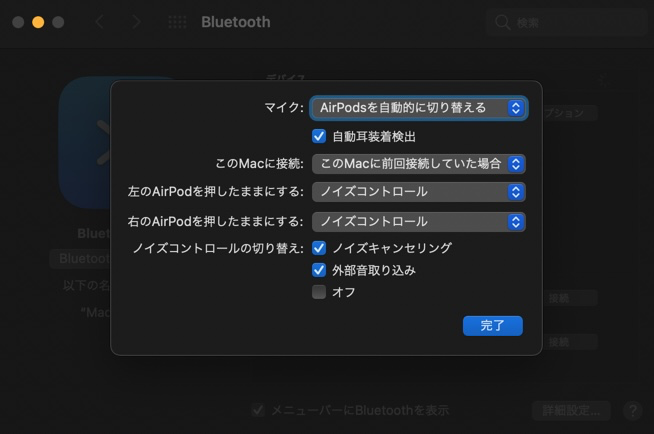 Bluetooth
検索
デバイス
マイク: AirPodsを自動的に切り替える
自動耳装着検出
プション
このMacに接続: このMacに前回接続していた場合
左のAirPodを押したままにする: ノイズコントロール
右のAirPodを押したままにする: ノイズコントロール
Bluet
ノイズコントロールの切り替え: ノイズキャンセリング
Bluetoot
外部音取り込み
以下の名
オフ
接続
"Mac
完了
接続
メニューバーにBluetoothを表示
詳細設定...
?